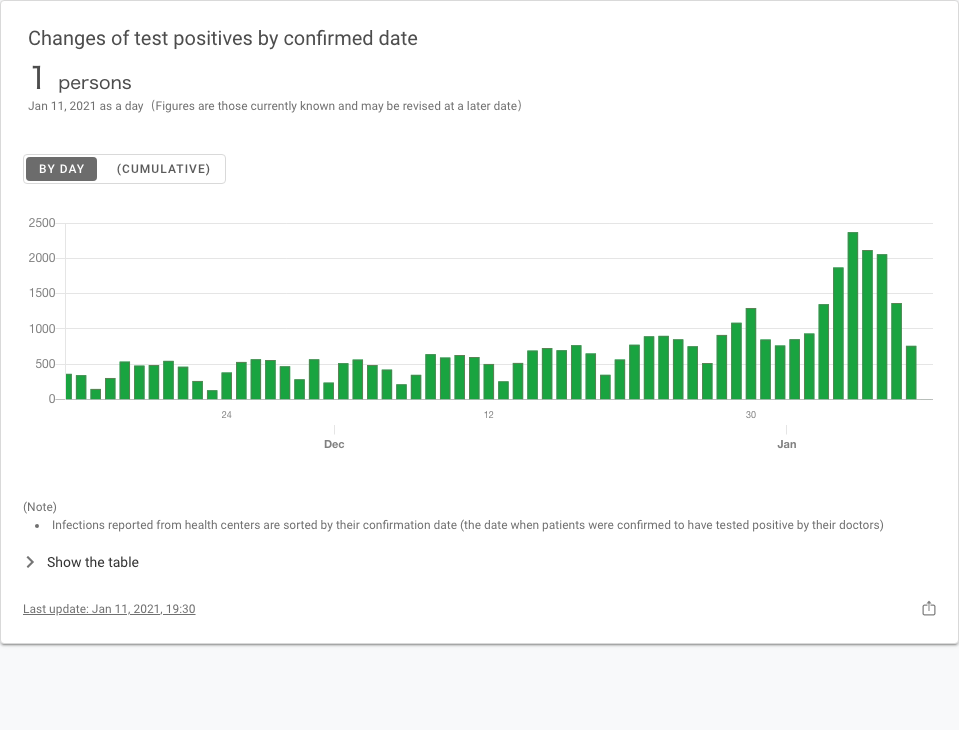 Changes of test positives by confirmed date
1 persons
Jan 11, 2021 as a day (Figures are those currently known and may be revised at a later date)
BY DAY (CUMULATIVE)
2500
2000
1500
1000
500
0
24 12 30
Dec Jan
(Note)
• Infections reported from health centers are sorted by their confirmation date (the date when patients were confirmed to have tested positive by their doctors)
Show the table
Last update: Jan 11, 2021, 19:30